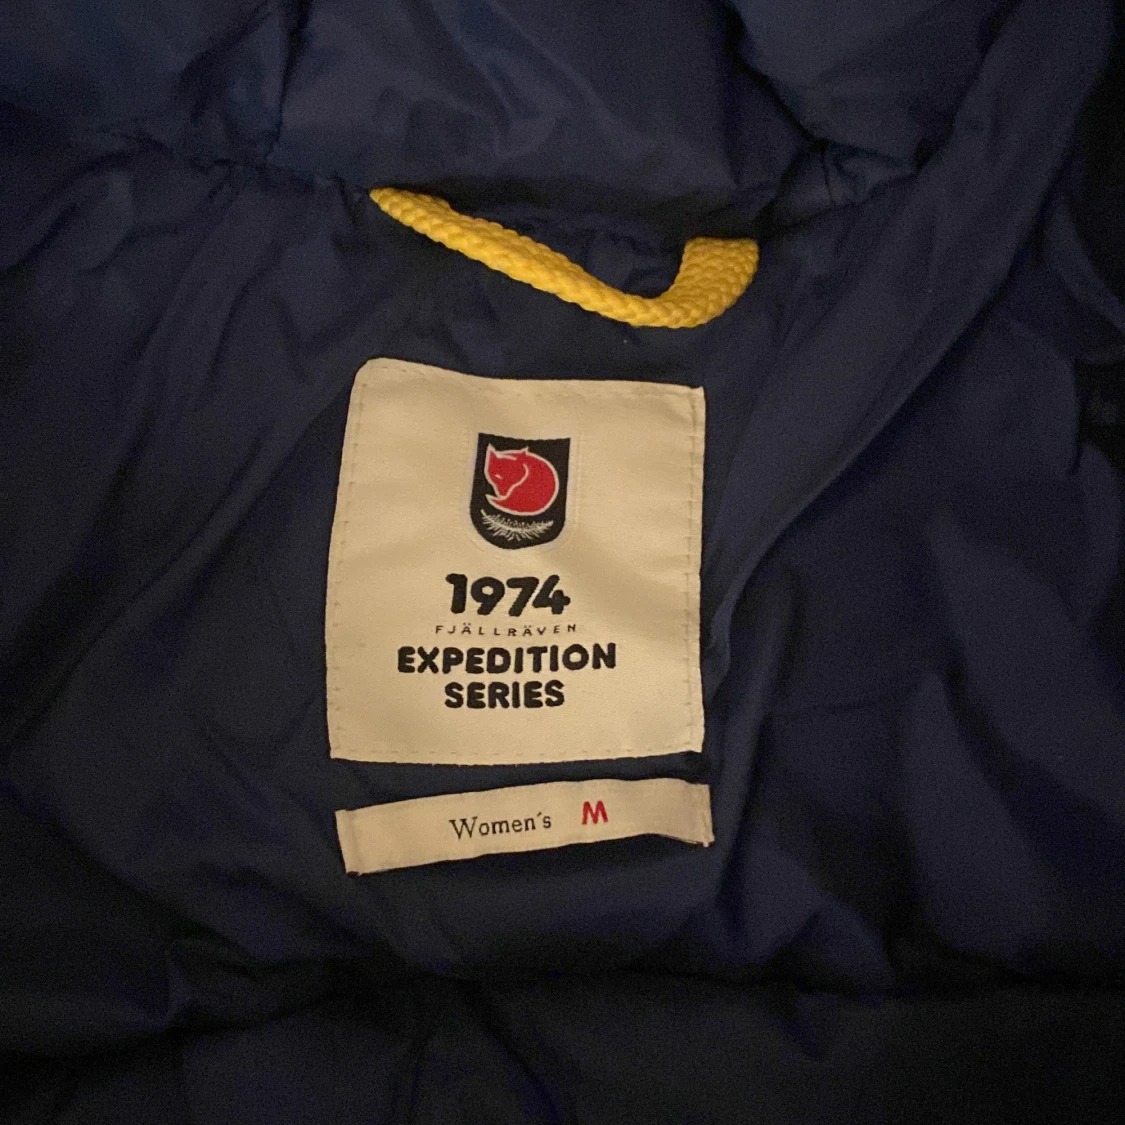 1974
FJÄLLRÄVEN
EXPEDITION
SERIES
Women's M